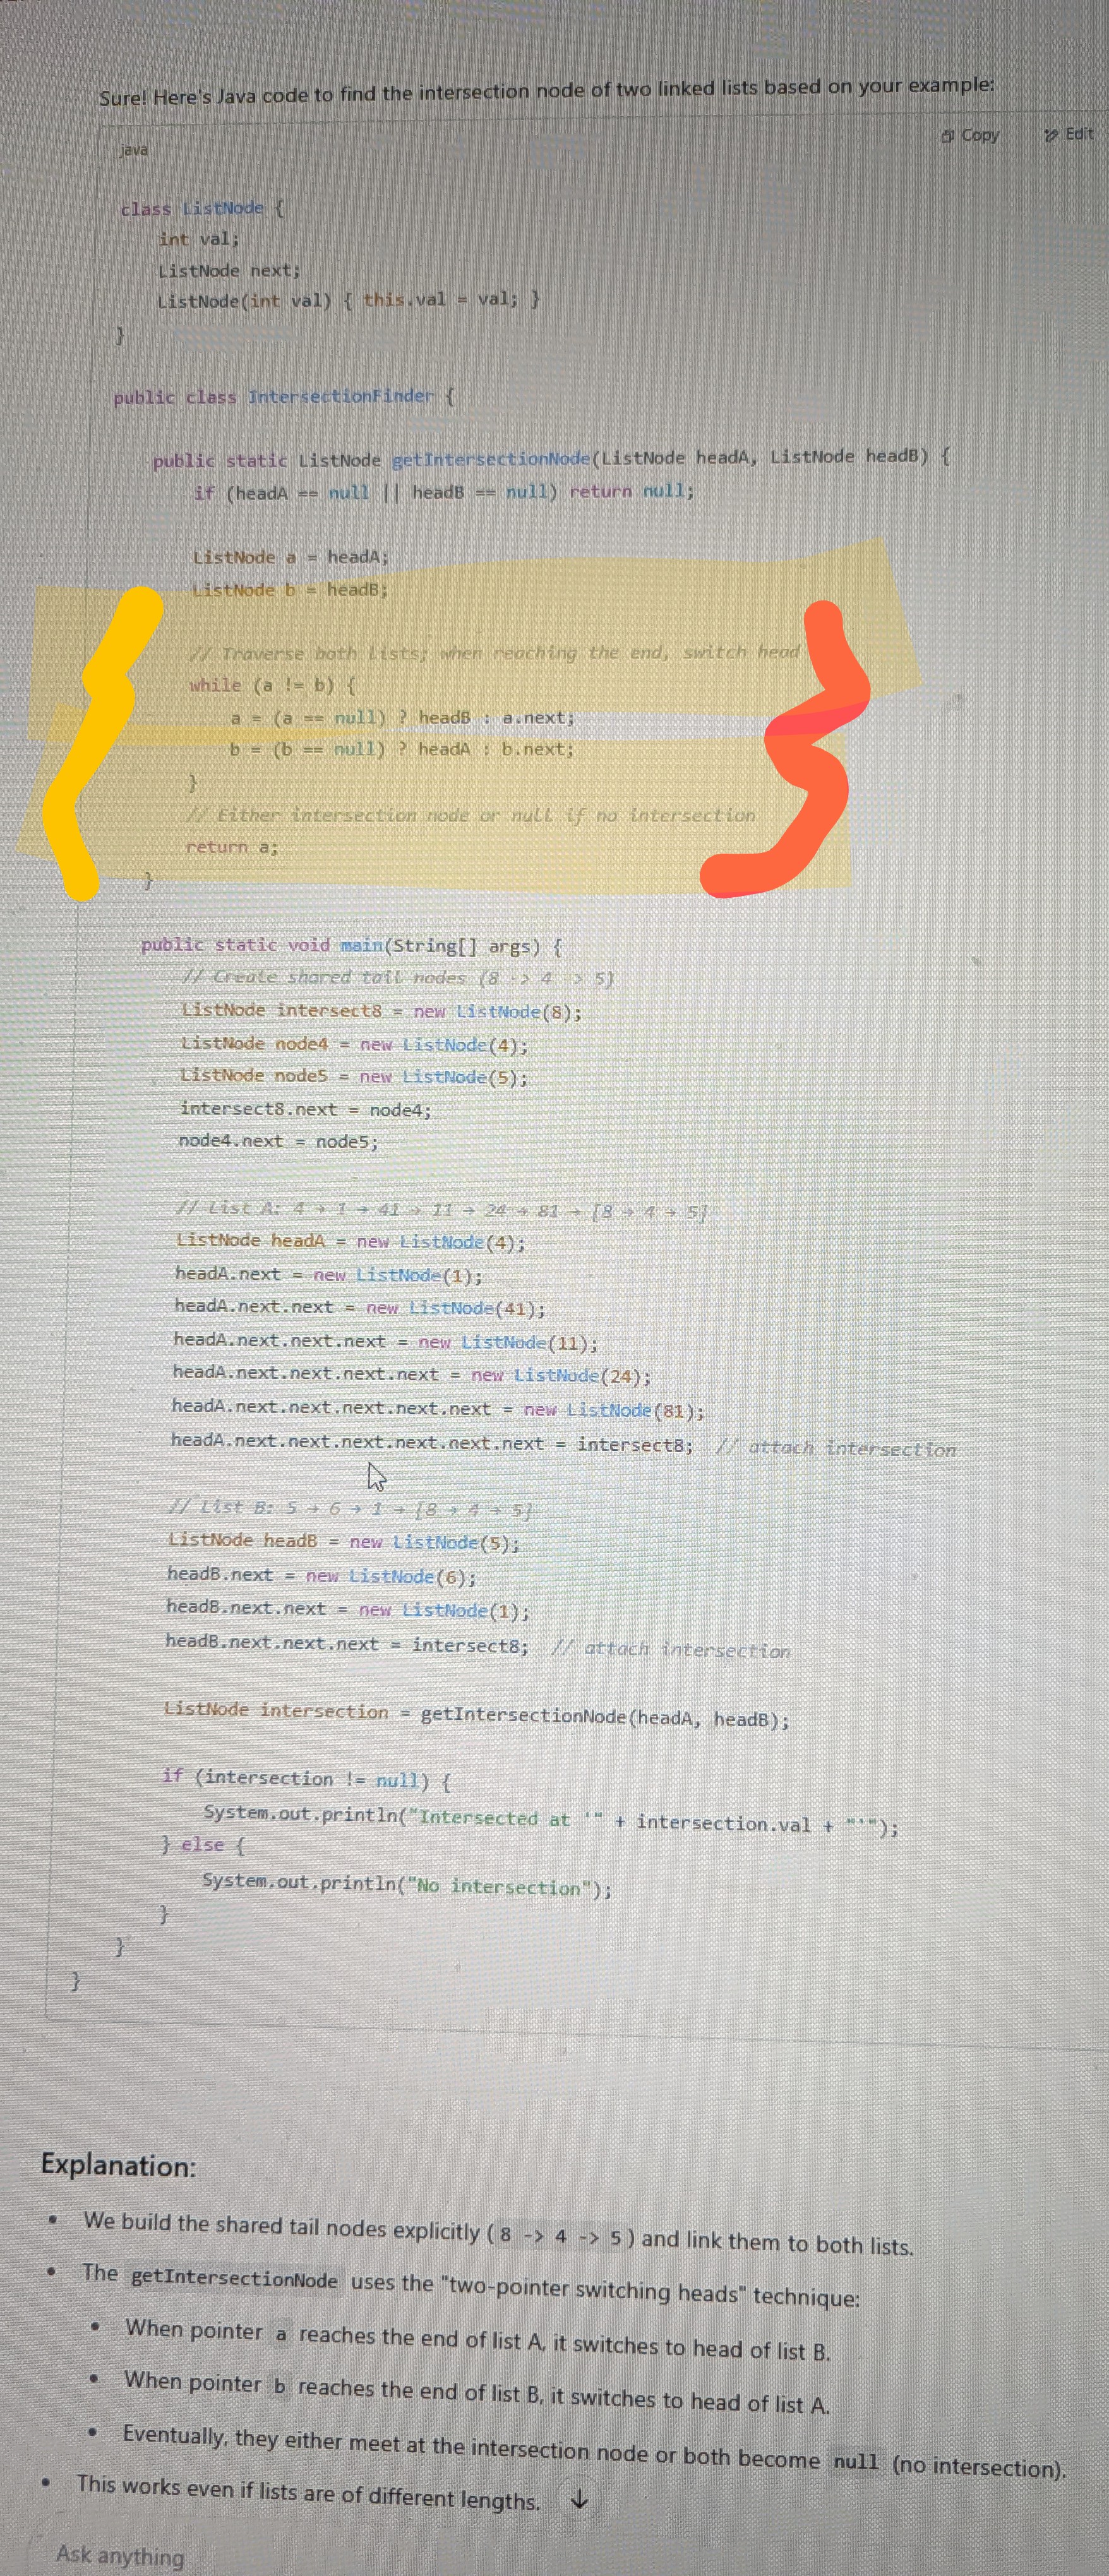 Sure! Here's Java code to find the intersection node of two linked lists based on your example:
java
Copy
Edit
class ListNode {
int val;
ListNode next;
ListNode(int val) { this.val = val; }
}
public class IntersectionFinder {
public static ListNode getIntersectionNode(ListNode headA, ListNode headB) {
if (headA == null || headB == null) return null;
ListNode a = headA;
ListNode b = headB;
// Traverse both lists; when reaching the end, switch head
while (a != b) {
a = (a == null) ? headB : a.next;
b = (b == null) ? headA : b.next;
}
// Either intersection node or null if no intersection
return a;
}
public static void main(String[] args) {
// Create shared tail nodes (8 -> 4 -> 5)
ListNode intersect8 = new ListNode(8);
ListNode node4 = new ListNode(4);
ListNode node5 = new ListNode(5);
intersect8.next = node4;
node4.next = node5;
// List A: 4 → 1 → 41 → 11 → 24 → 81 → [8 → 4 → 5]
ListNode headA = new ListNode(4);
headA.next = new ListNode(1);
headA.next.next = new ListNode(41);
headA.next.next.next = new ListNode(11);
headA.next.next.next.next = new ListNode(24);
headA.next.next.next.next.next = new ListNode(81);
headA.next.next.next.next.next.next = intersect8; // attach intersection
// List B: 5 → 6 → 1 → [8 → 4 → 5]
ListNode headB = new ListNode(5);
headB.next = new ListNode(6);
headB.next.next = new ListNode(1);
headB.next.next.next = intersect8; // attach intersection
ListNode intersection = getIntersectionNode(headA, headB);
if (intersection != null) {
System.out.println("Intersected at '" + intersection.val + "'");
} else {
System.out.println("No intersection");
}
}
}
Explanation:
• We build the shared tail nodes explicitly ( 8 -> 4 -> 5 ) and link them to both lists.
• The getIntersectionNode uses the "two-pointer switching heads" technique:
• When pointer a reaches the end of list A, it switches to head of list B.
• When pointer b reaches the end of list B, it switches to head of list A.
• Eventually, they either meet at the intersection node or both become null (no intersection).
• This works even if lists are of different lengths.
Ask anything